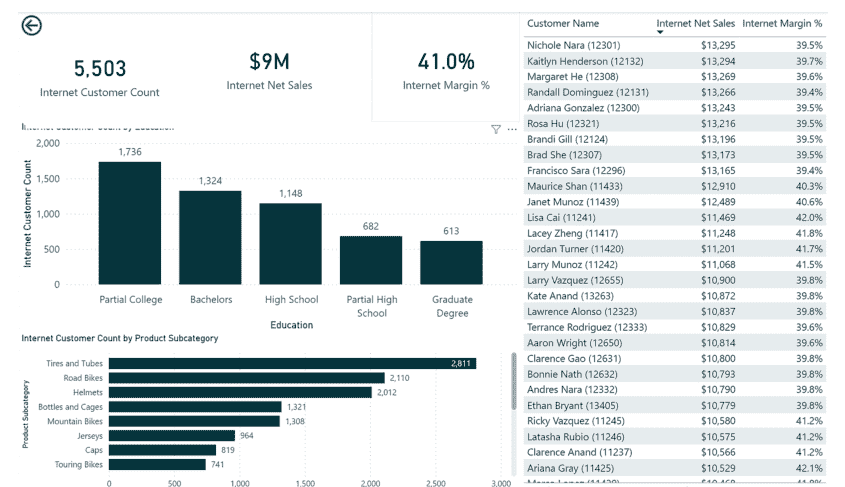 5,503
Internet Customer Count
$9M
Internet Net Sales
41.0%
Internet Margin %
Internet Customer Count by Education
Internet Customer Count
2,000
1,500
1,000
500
0
1,736
1,324
1,148
682
613
Partial College
Bachelors
High School
Partial High School
Graduate Degree
Education
Internet Customer Count by Product Subcategory
Product Subcategory
Tires and Tubes 2,811
Road Bikes 2,110
Helmets 2,012
Bottles and Cages 1,321
Mountain Bikes 1,308
Jerseys 964
Caps 819
Touring Bikes 741
0 500 1,000 1,500 2,000 2,500 3,000
Customer Name Internet Net Sales Internet Margin %
Nichole Nara (12301) $13,295 39.5%
Kaitlyn Henderson (12132) $13,294 39.7%
Margaret He (12308) $13,269 39.6%
Randall Dominguez (12131) $13,266 39.4%
Adriana Gonzalez (12300) $13,243 39.5%
Rosa Hu (12321) $13,216 39.5%
Brandi Gill (12124) $13,196 39.5%
Brad She (12307) $13,173 39.5%
Francisco Sara (12296) $13,165 39.4%
Maurice Shan (11433) $12,910 40.3%
Janet Munoz (11439) $12,489 40.6%
Lisa Cai (11241) $11,469 42.0%
Lacey Zheng (11417) $11,248 41.8%
Jordan Turner (11420) $11,201 41.7%
Larry Munoz (11242) $11,068 41.5%
Larry Vazquez (12655) $10,900 39.8%
Kate Anand (13263) $10,872 39.8%
Lawrence Alonso (12323) $10,837 39.8%
Terrance Rodriguez (12333) $10,829 39.6%
Aaron Wright (12650) $10,814 39.6%
Clarence Gao (12631) $10,800 39.8%
Bonnie Nath (12632) $10,793 39.8%
Andres Nara (12332) $10,790 39.8%
Ethan Bryant (13405) $10,779 39.8%
Ricky Vazquez (11245) $10,580 41.2%
Latasha Rubio (11246) $10,575 41.2%
Clarence Anand (11237) $10,566 41.2%
Ariana Gray (11425) $10,529 42.1%